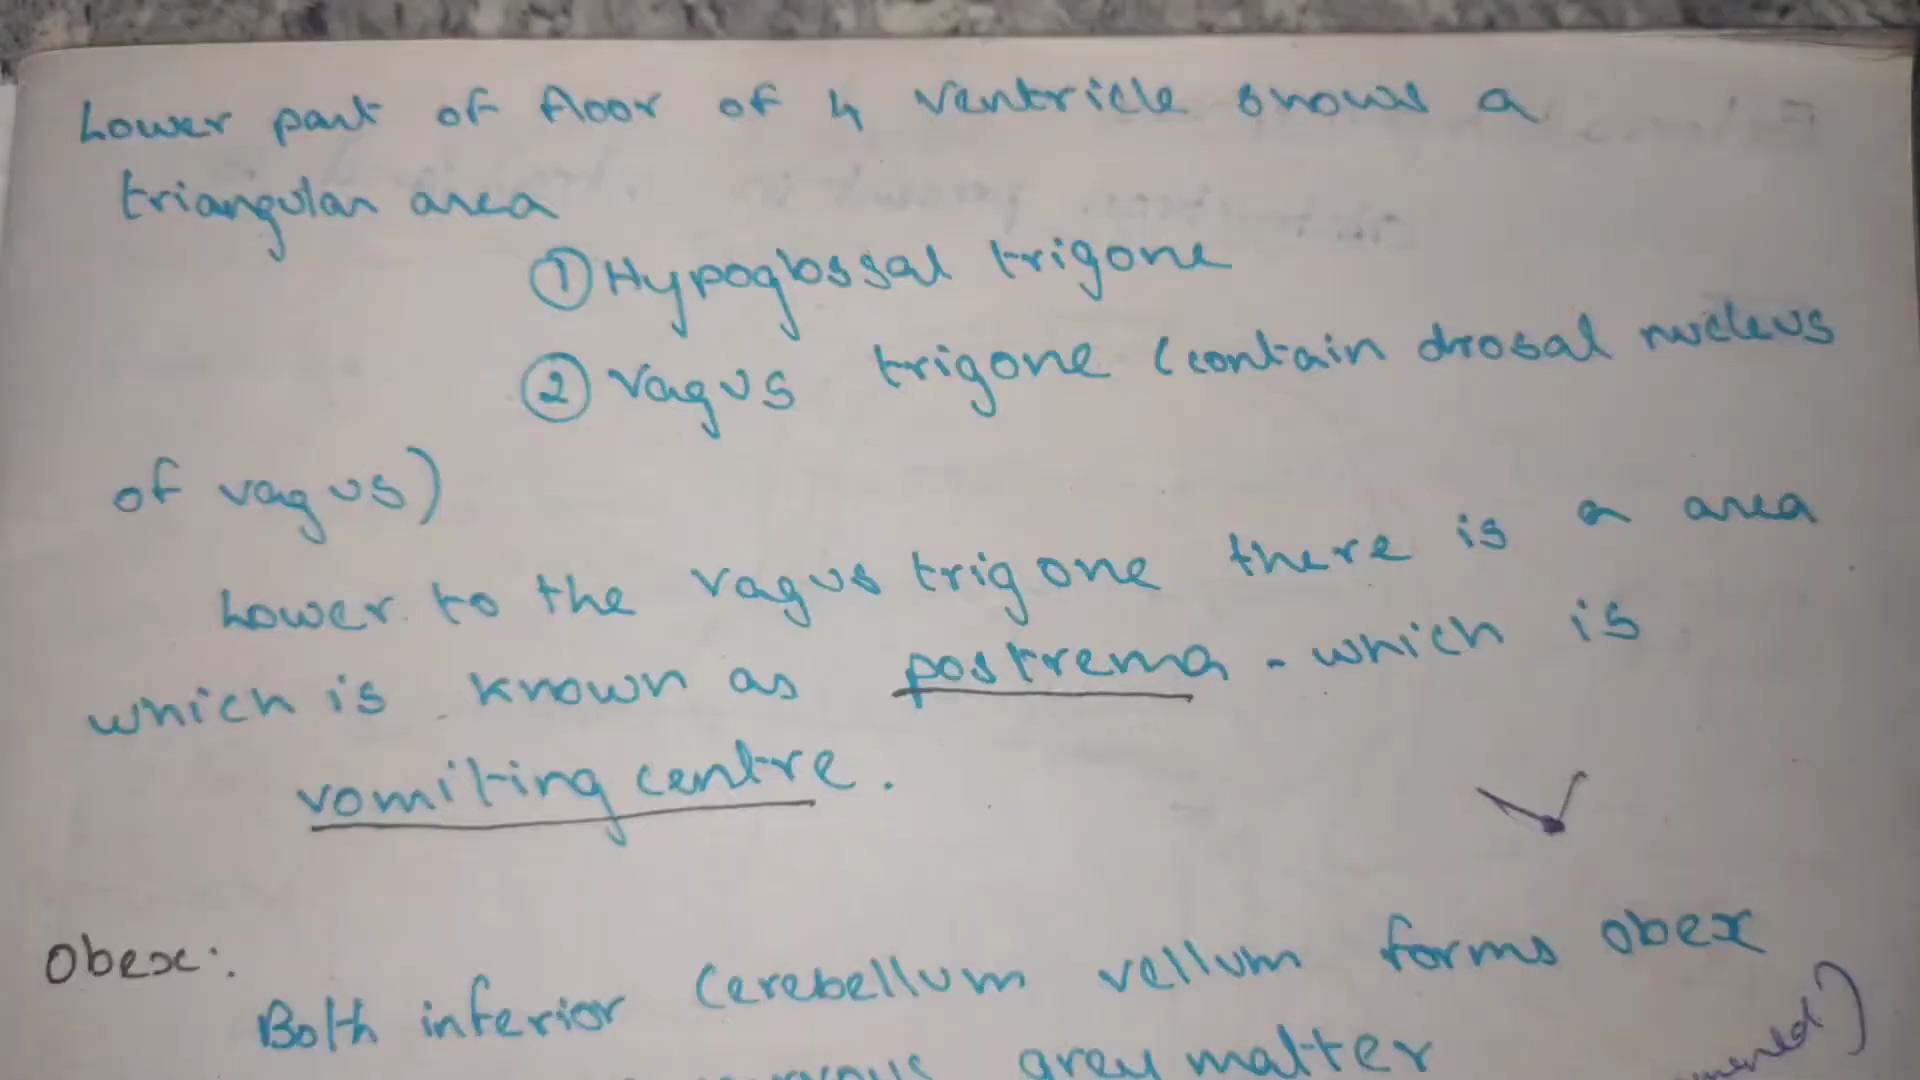 Lower part of floor of 4 ventricle shows a
triangular area
① Hypoglossal trigone
② vagus trigone (contain drosal nucleus
of vagus)
Lower to the vagus trigone there is a area
which is known as postrema - which is
vomiting centre.
Obex:
Both inferior cerebellum vellum forms obex
grey matter